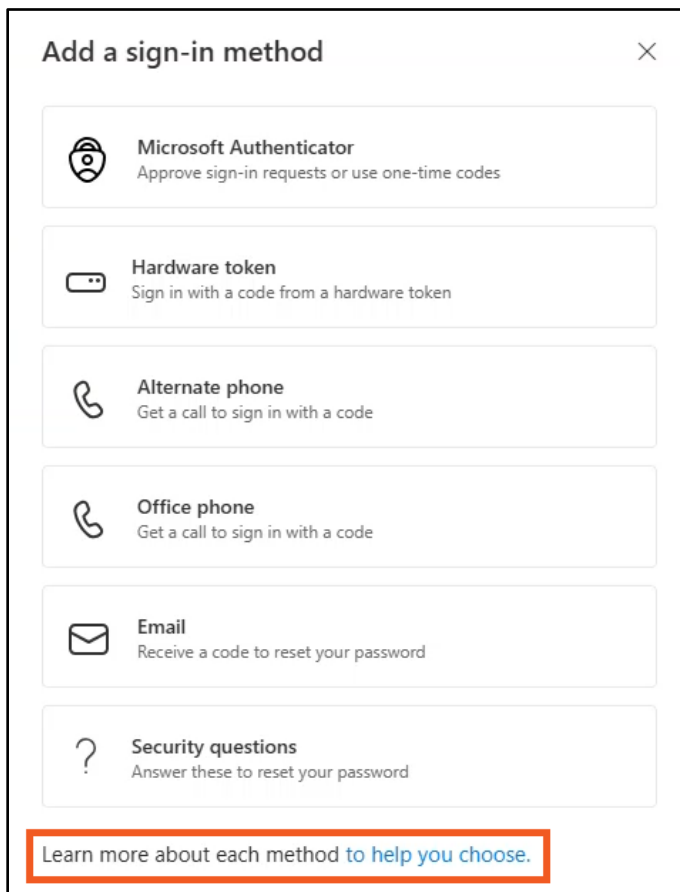 Add a sign-in method
Microsoft Authenticator
Approve sign-in requests or use one-time codes
Hardware token
Sign in with a code from a hardware token
Alternate phone
Get a call to sign in with a code
Office phone
Get a call to sign in with a code
Email
Receive a code to reset your password
Security questions
Answer these to reset your password
Learn more about each method to help you choose.